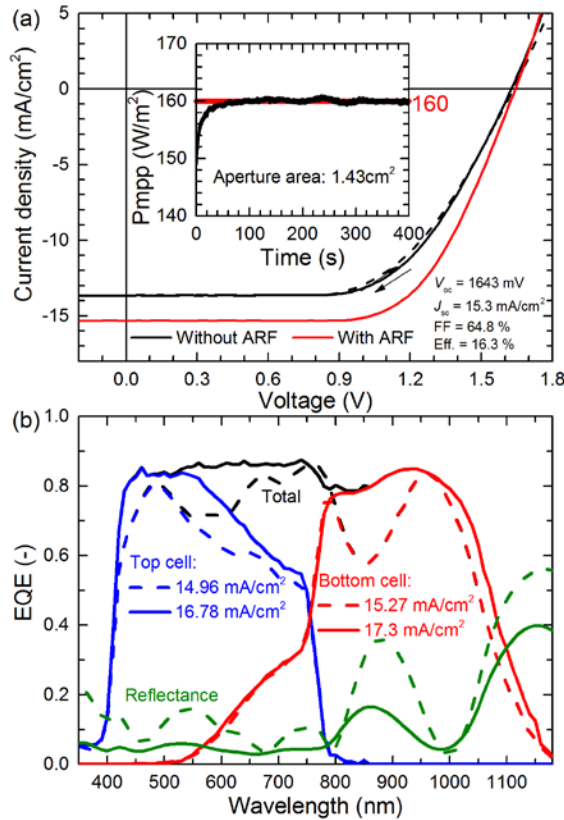 (a)
Current density (mA/cm²)
5
0
-5
-10
-15
Pmpp (W/m²)
170
160
150
140
160
Aperture area: 1.43cm²
0 100 200 300 400
Time (s)
V_oc = 1643 mV
J_sc = 15.3 mA/cm²
FF = 64.8 %
Eff. = 16.3 %
Without ARF With ARF
0.0 0.3 0.6 0.9 1.2 1.5 1.8
Voltage (V)
(b)
EQE (-)
1.0
0.8
0.6
0.4
0.2
0.0
Total
Top cell:
14.96 mA/cm²
16.78 mA/cm²
Bottom cell:
15.27 mA/cm²
17.3 mA/cm²
Reflectance
400 500 600 700 800 900 1000 1100
Wavelength (nm)